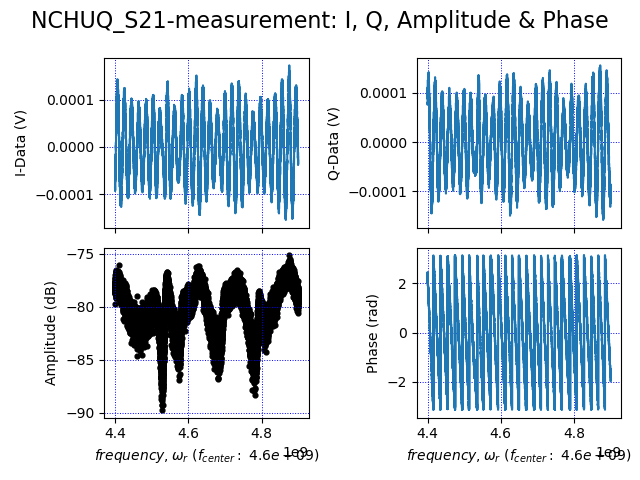 NCHUQ_S21-measurement: I, Q, Amplitude & Phase
I-Data (V)
0.0001
0.0000
−0.0001
Q-Data (V)
0.0001
0.0000
−0.0001
Amplitude (dB)
−75
−80
−85
−90
4.4 4.6 4.8
1e9
frequency, ωr (fcenter : 4.6e + 09)
Phase (rad)
2
0
−2
4.4 4.6 4.8
1e9
frequency, ωr (fcenter : 4.6e + 09)